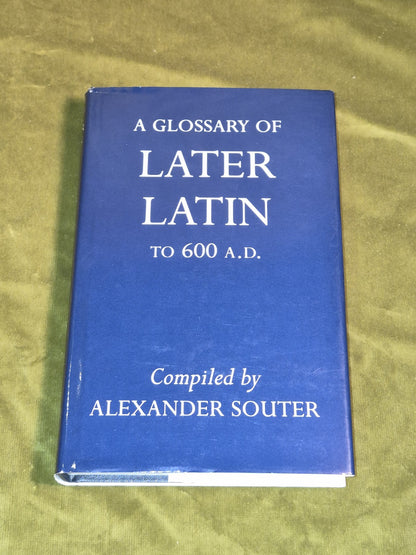 A GLOSSARY OF
LATER
LATIN
TO 600 A.D.
Compiled by
ALEXANDER SOUTER